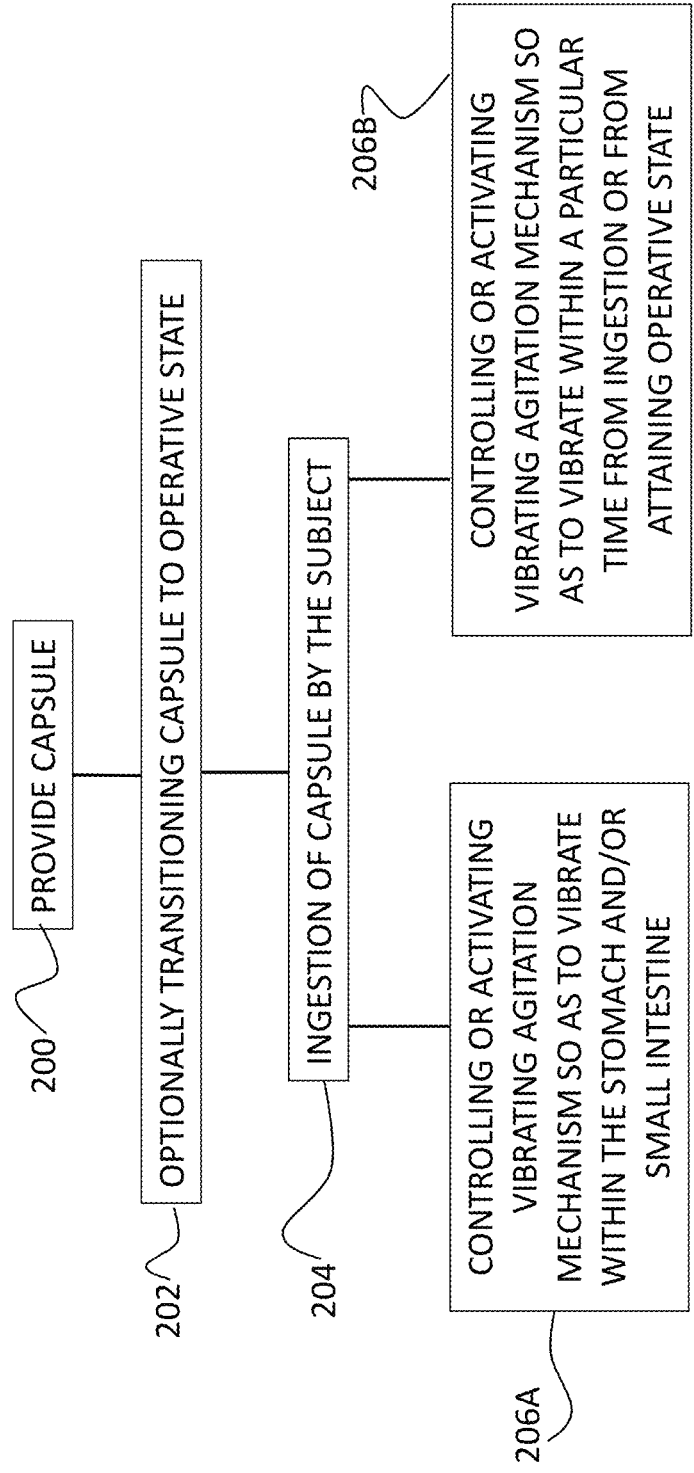 PROVIDE CAPSULE
200
OPTIONALLY TRANSITIONING CAPSULE TO OPERATIVE STATE
202
INGESTION OF CAPSULE BY THE SUBJECT
204
CONTROLLING OR ACTIVATING
VIBRATING AGITATION
MECHANISM SO AS TO VIBRATE
WITHIN THE STOMACH AND/OR
SMALL INTESTINE
206A
CONTROLLING OR ACTIVATING
VIBRATING AGITATION MECHANISM SO
AS TO VIBRATE WITHIN A PARTICULAR
TIME FROM INGESTION OR FROM
ATTAINING OPERATIVE STATE
206B